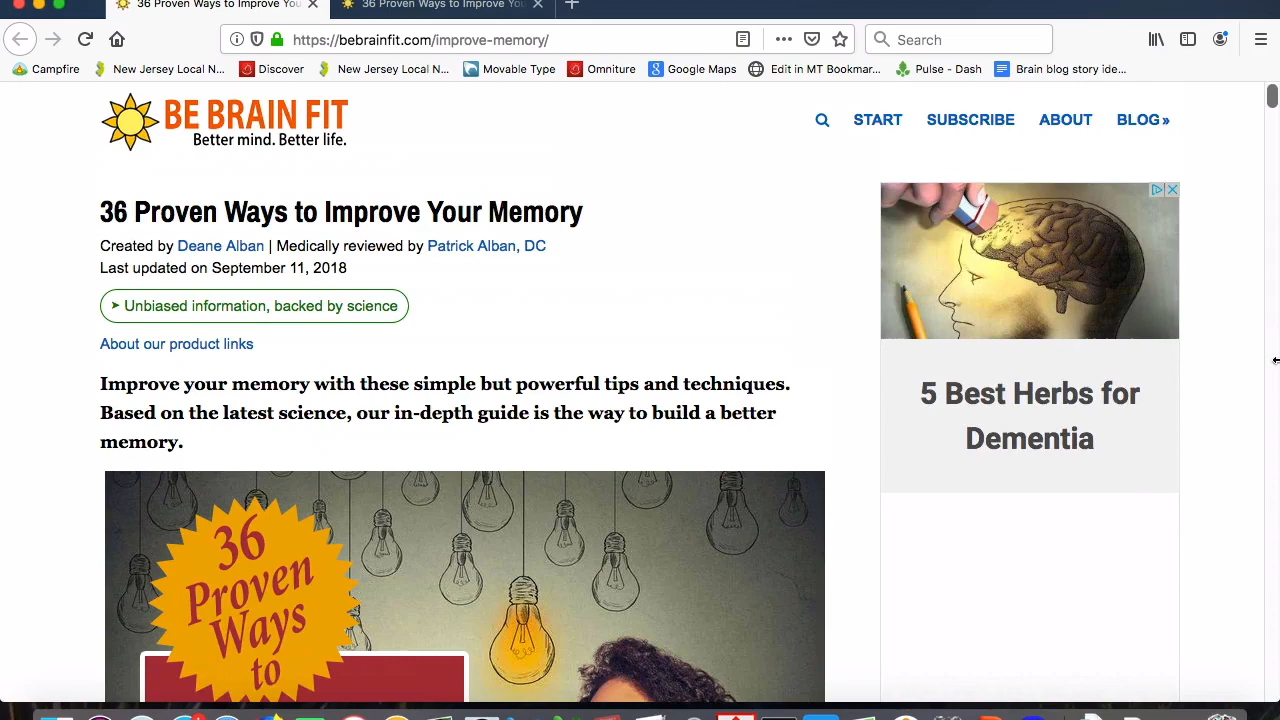 36 Proven Ways to Improve You
36 Proven Ways to Improve You
https://bebrainfit.com/improve-memory/
Search
Campfire
New Jersey Local N...
Discover
New Jersey Local N...
Movable Type
Omniture
Google Maps
Edit in MT Bookmar...
Pulse - Dash
Brain blog story ide...
BE BRAIN FIT
Better mind. Better life.
START
SUBSCRIBE
ABOUT
BLOG»
36 Proven Ways to Improve Your Memory
Created by Deane Alban | Medically reviewed by Patrick Alban, DC
Last updated on September 11, 2018
➤ Unbiased information, backed by science
About our product links
Improve your memory with these simple but powerful tips and techniques.
Based on the latest science, our in-depth guide is the way to build a better
memory.
36
Proven
Ways
to
5 Best Herbs for
Dementia